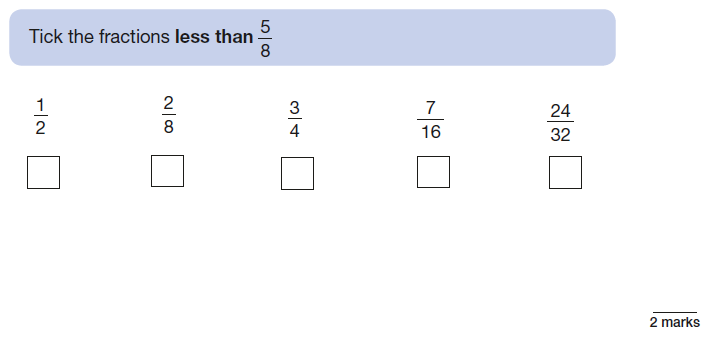 Tick the fractions less than 5/8
1/2 2/8 3/4 7/16 24/32
2 marks